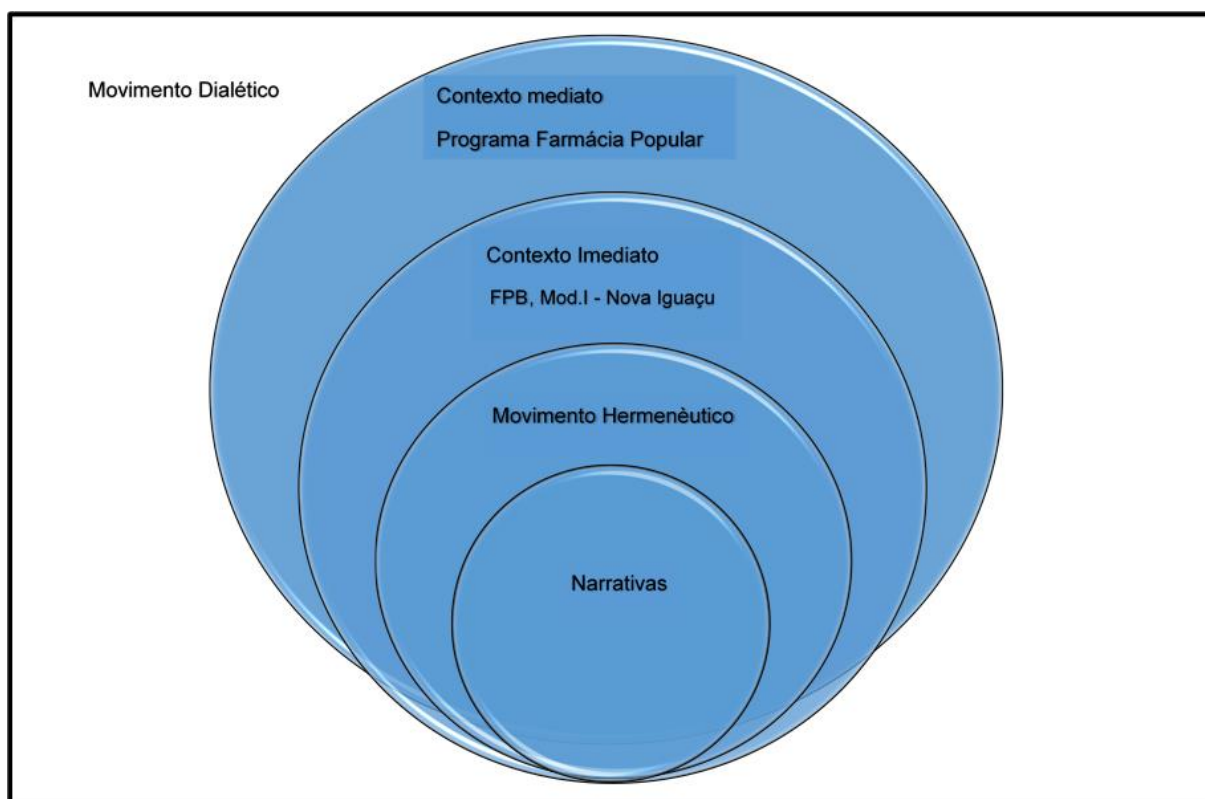 Movimento Dialético
Contexto mediato
Programa Farmácia Popular
Contexto Imediato
FPB, Mod.I - Nova Iguaçu
Movimento Hermenèutico
Narrativas